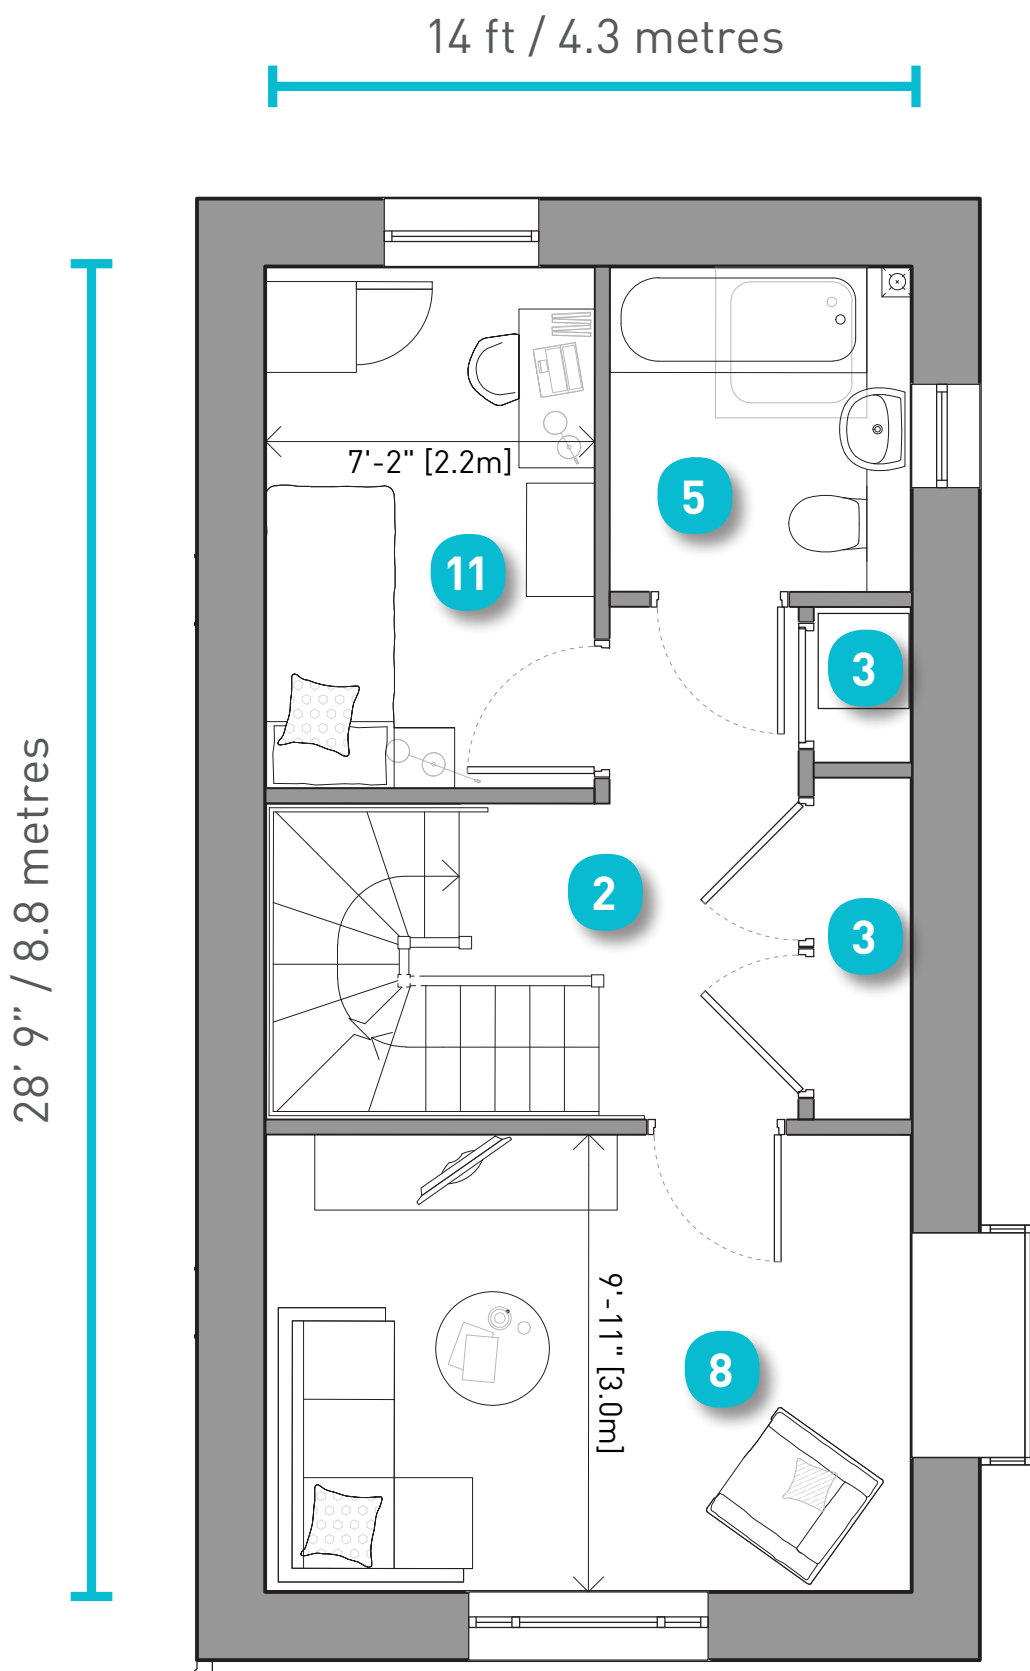 14 ft / 4.3 metres
28’ 9” / 8.8 metres
7'-2" [2.2m]
5
11
3
2
3
9'-11" [3.0m]
8